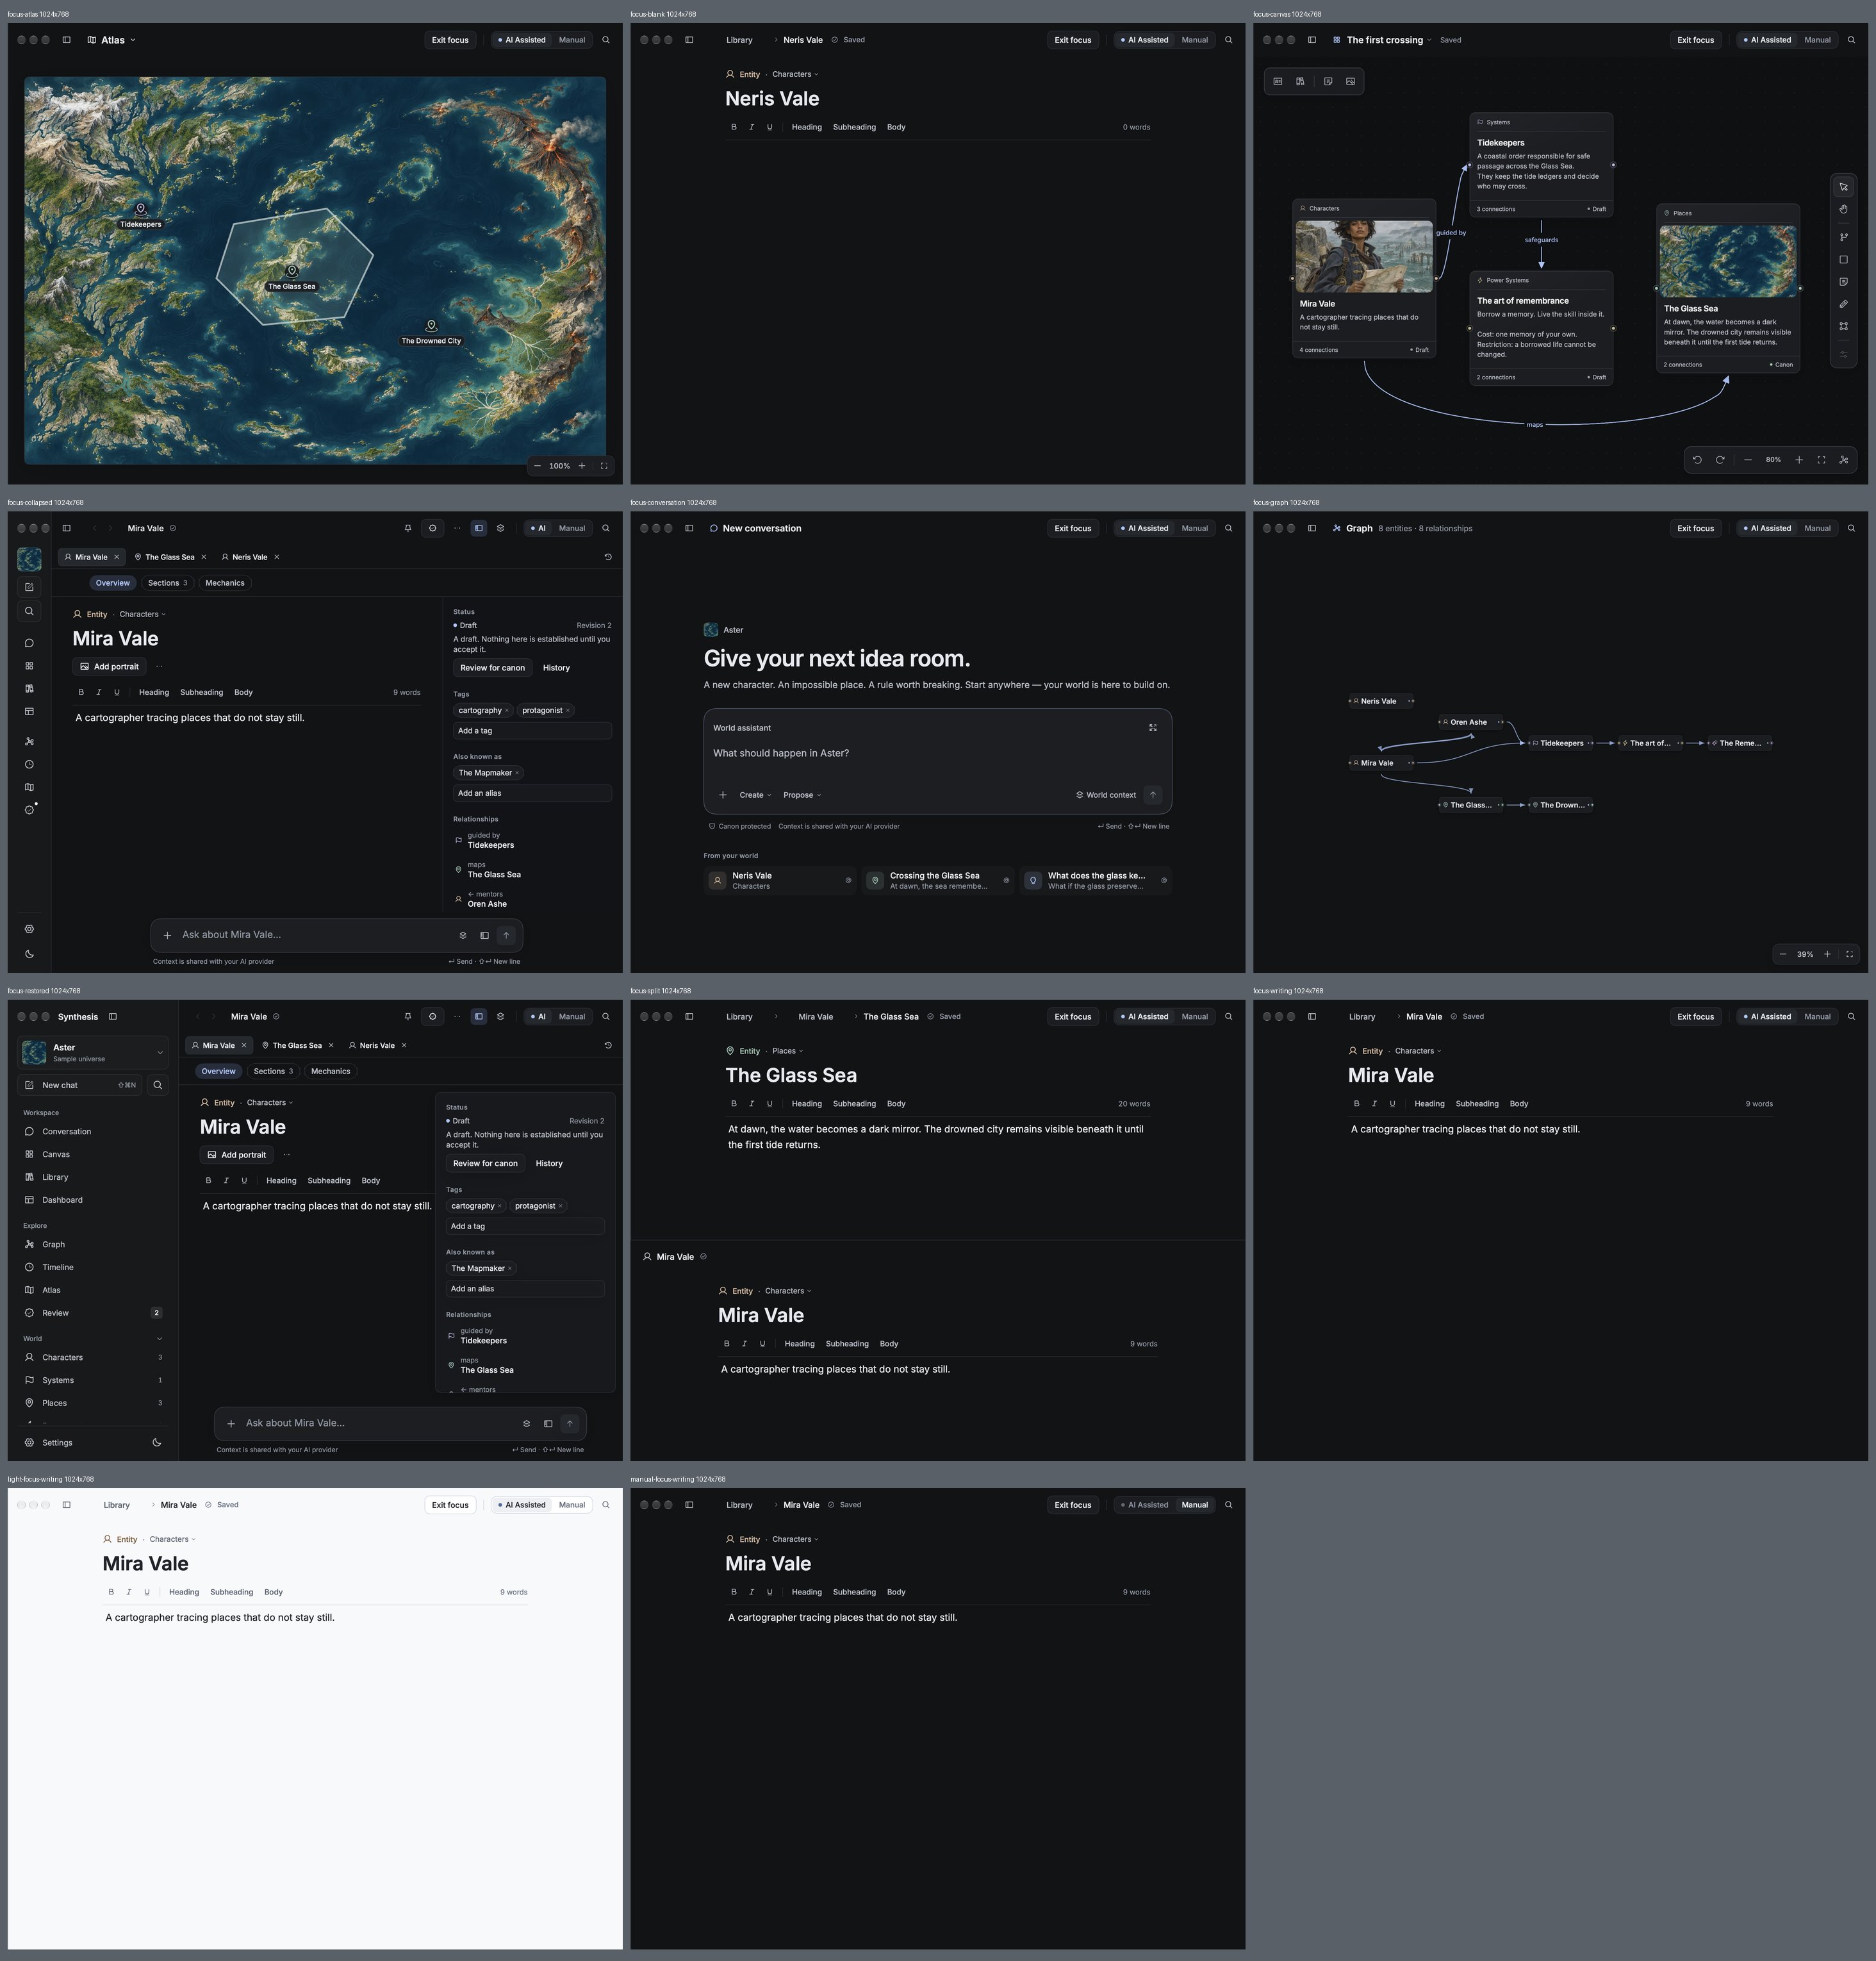 focus-atlas 1024x768
Atlas
Exit focus
AI Assisted
Manual
Tidekeepers
The Glass Sea
The Drowned City
100%
focus-blank 1024x768
Library
Neris Vale
Saved
Exit focus
AI Assisted
Manual
Entity · Characters
Neris Vale
B I U Heading Subheading Body 0 words
focus-canvas 1024x768
The first crossing
Saved
Exit focus
AI Assisted
Manual
Systems
Tidekeepers
A coastal order responsible for safe
passage across the Glass Sea.
They keep the tide ledgers and decide
who may cross.
3 connections
Draft
Characters
guided by
safeguards
Places
Mira Vale
A cartographer tracing places that do
not stay still.
4 connections
Draft
Power Systems
The art of remembrance
Borrow a memory. Live the skill inside it.
Cost: one memory of your own.
Restriction: a borrowed life cannot be
changed.
2 connections
Draft
The Glass Sea
At dawn, the water becomes a dark
mirror. The drowned city remains visible
beneath it until the first tide returns.
2 connections
Canon
maps
80%
focus-collapsed 1024x768
Mira Vale
AI
Manual
Mira Vale
The Glass Sea
Neris Vale
Overview
Sections 3
Mechanics
Entity · Characters
Mira Vale
Add portrait
B I U Heading Subheading Body 9 words
A cartographer tracing places that do not stay still.
Status
Draft
Revision 2
A draft. Nothing here is established until you
accept it.
Review for canon
History
Tags
cartography ×
protagonist ×
Add a tag
Also known as
The Mapmaker ×
Add an alias
Relationships
guided by
Tidekeepers
maps
The Glass Sea
← mentors
Oren Ashe
Ask about Mira Vale...
Context is shared with your AI provider
↵ Send · ⇧↵ New line
focus-conversation 1024x768
New conversation
Exit focus
AI Assisted
Manual
Aster
Give your next idea room.
A new character. An impossible place. A rule worth breaking. Start anywhere — your world is here to build on.
World assistant
What should happen in Aster?
Create
Propose
World context
Canon protected
Context is shared with your AI provider
↵ Send · ⇧↵ New line
From your world
Neris Vale
Characters
Crossing the Glass Sea
At dawn, the sea remembe...
What does the glass ke...
What if the glass preserve...
focus-graph 1024x768
Graph
8 entities · 8 relationships
Exit focus
AI Assisted
Manual
Neris Vale
Oren Ashe
Tidekeepers
The art of...
The Reme...
Mira Vale
The Glass...
The Drown...
39%
focus-restored 1024x768
Synthesis
Aster
Sample universe
New chat ⇧⌘N
Workspace
Conversation
Canvas
Library
Dashboard
Explore
Graph
Timeline
Atlas
Review 2
World
Characters 3
Systems 1
Places 3
Settings
Mira Vale
AI
Manual
Mira Vale
The Glass Sea
Neris Vale
Overview
Sections 3
Mechanics
Entity · Characters
Mira Vale
Add portrait
B I U Heading Subheading Body
A cartographer tracing places that do not stay still.
Status
Draft
Revision 2
A draft. Nothing here is established until you
accept it.
Review for canon
History
Tags
cartography ×
protagonist ×
Add a tag
Also known as
The Mapmaker ×
Add an alias
Relationships
guided by
Tidekeepers
maps
The Glass Sea
← mentors
Ask about Mira Vale...
Context is shared with your AI provider
↵ Send · ⇧↵ New line
focus-split 1024x768
Library
Mira Vale
The Glass Sea
Saved
Exit focus
AI Assisted
Manual
Entity · Places
The Glass Sea
B I U Heading Subheading Body 20 words
At dawn, the water becomes a dark mirror. The drowned city remains visible beneath it until
the first tide returns.
Mira Vale
Entity · Characters
Mira Vale
B I U Heading Subheading Body 9 words
A cartographer tracing places that do not stay still.
focus-writing 1024x768
Library
Mira Vale
Saved
Exit focus
AI Assisted
Manual
Entity · Characters
Mira Vale
B I U Heading Subheading Body 9 words
A cartographer tracing places that do not stay still.
light-focus-writing 1024x768
Library
Mira Vale
Saved
Exit focus
AI Assisted
Manual
Entity · Characters
Mira Vale
B I U Heading Subheading Body 9 words
A cartographer tracing places that do not stay still.
manual-focus-writing 1024x768
Library
Mira Vale
Saved
Exit focus
AI Assisted
Manual
Entity · Characters
Mira Vale
B I U Heading Subheading Body 9 words
A cartographer tracing places that do not stay still.